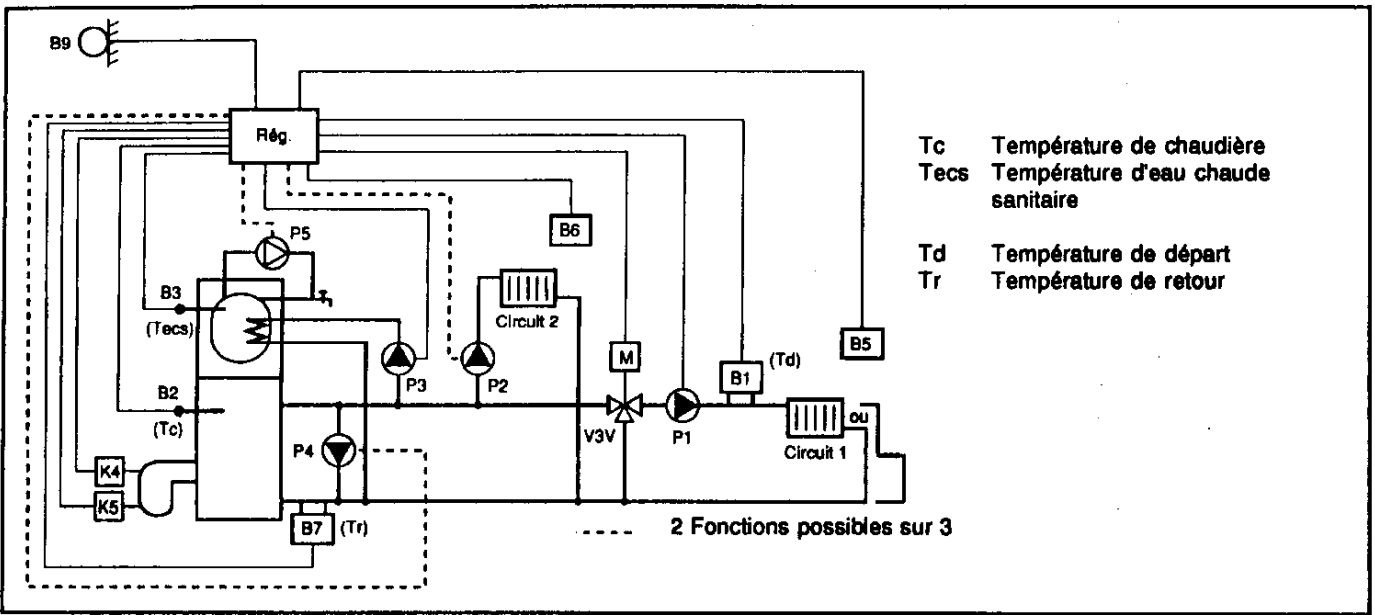 B9
Rég.
Tc Température de chaudière
Tecs Température d'eau chaude
sanitaire
P5
B6
Td Température de départ
Tr Température de retour
B3
(Tecs)
Circuit 2
B5
M
(Td)
B1
P3
P2
B2
(Tc)
V3V
P1
ou
P4
Circuit 1
K4
K5
B7
(Tr)
2 Fonctions possibles sur 3